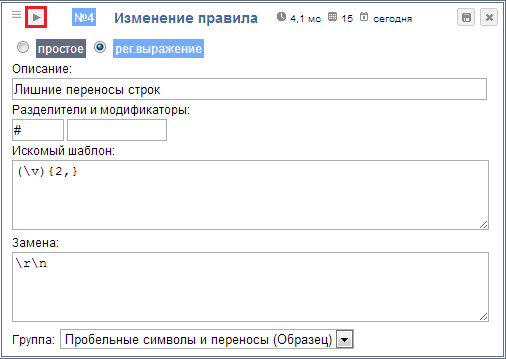 №4 Изменение правила 4,1 мс 15 сегодня
простое рег.выражение
Описание:
Лишние переносы строк
Разделители и модификаторы:
#
Искомый шаблон:
(\v){2,}
Замена:
\r\n
Группа: Пробельные символы и переносы (Образец)